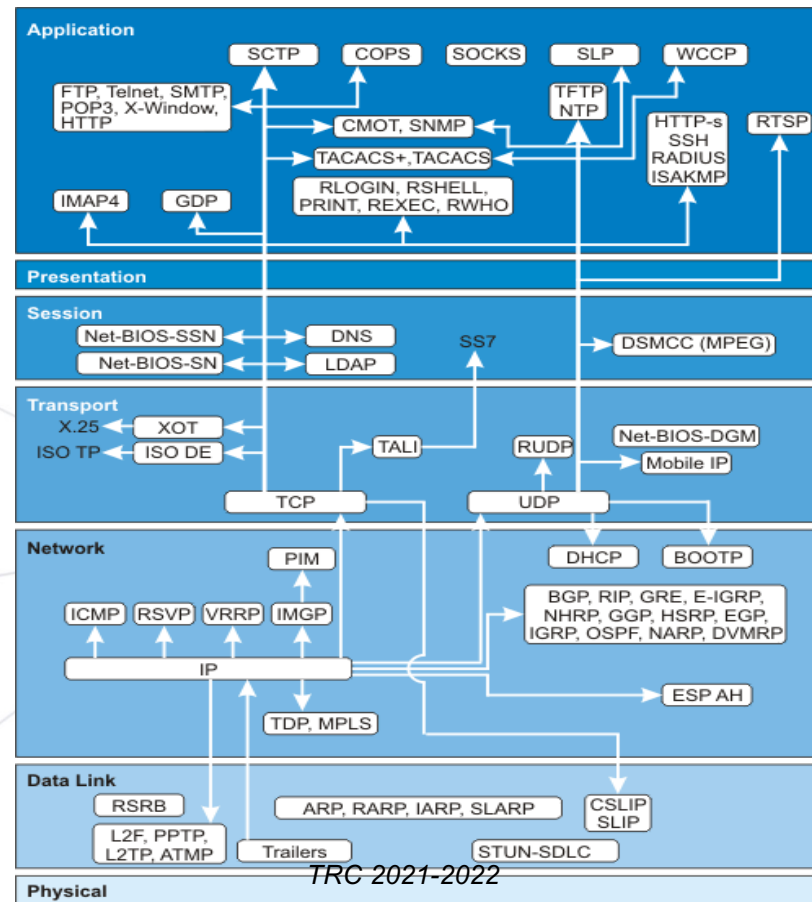 Application
SCTP
COPS
SOCKS
SLP
WCCP
FTP, Telnet, SMTP,
POP3, X-Window,
HTTP
TFTP
NTP
CMOT, SNMP
HTTP-s
SSH
RADIUS
ISAKMP
RTSP
TACACS+,TACACS
IMAP4
GDP
RLOGIN, RSHELL,
PRINT, REXEC, RWHO
Presentation
Session
Net-BIOS-SSN
DNS
SS7
DSMCC (MPEG)
Net-BIOS-SN
LDAP
Transport
X.25
XOT
TALI
RUDP
Net-BIOS-DGM
ISO TP
ISO DE
Mobile IP
TCP
UDP
Network
PIM
DHCP
BOOTP
ICMP
RSVP
VRRP
IMGP
BGP, RIP, GRE, E-IGRP,
NHRP, GGP, HSRP, EGP,
IGRP, OSPF, NARP, DVMRP
IP
ESP AH
TDP, MPLS
Data Link
RSRB
ARP, RARP, IARP, SLARP
CSLIP
SLIP
L2F, PPTP,
L2TP, ATMP
Trailers
STUN-SDLC
TRC 2021-2022
Physical